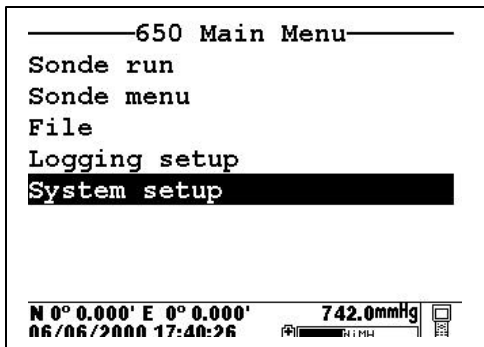 650 Main Menu
Sonde run
Sonde menu
File
Logging setup
System setup
N 0° 0.000' E 0° 0.000' 742.0mmHg
06/06/2000 17:40:26 NiMH